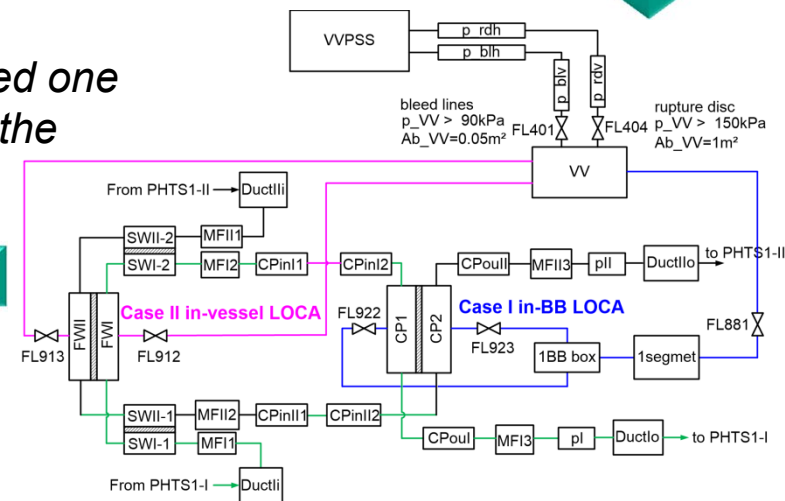 ed one
the
VVPSS
p_rdh
p_blh
p_blv
p_rdv
bleed lines
p_VV > 90kPa
Ab_VV=0.05m²
FL401
FL404
rupture disc
p_VV > 150kPa
Ab_VV=1m²
VV
From PHTS1-II
DuctIIi
SWII-2
MFII1
SWI-2
MFI2
CPinI1
CPinI2
CPouII
MFII3
pII
DuctIIo
to PHTS1-II
FWII
FWI
Case II in-vessel LOCA
FL922
CP1
CP2
Case I in-BB LOCA
FL913
FL912
FL923
1BB box
1segmet
FL881
SWII-1
MFII2
CPinII1
CPinII2
SWI-1
MFI1
CPouI
MFI3
pI
DuctIo
to PHTS1-I
From PHTS1-I
DuctIi